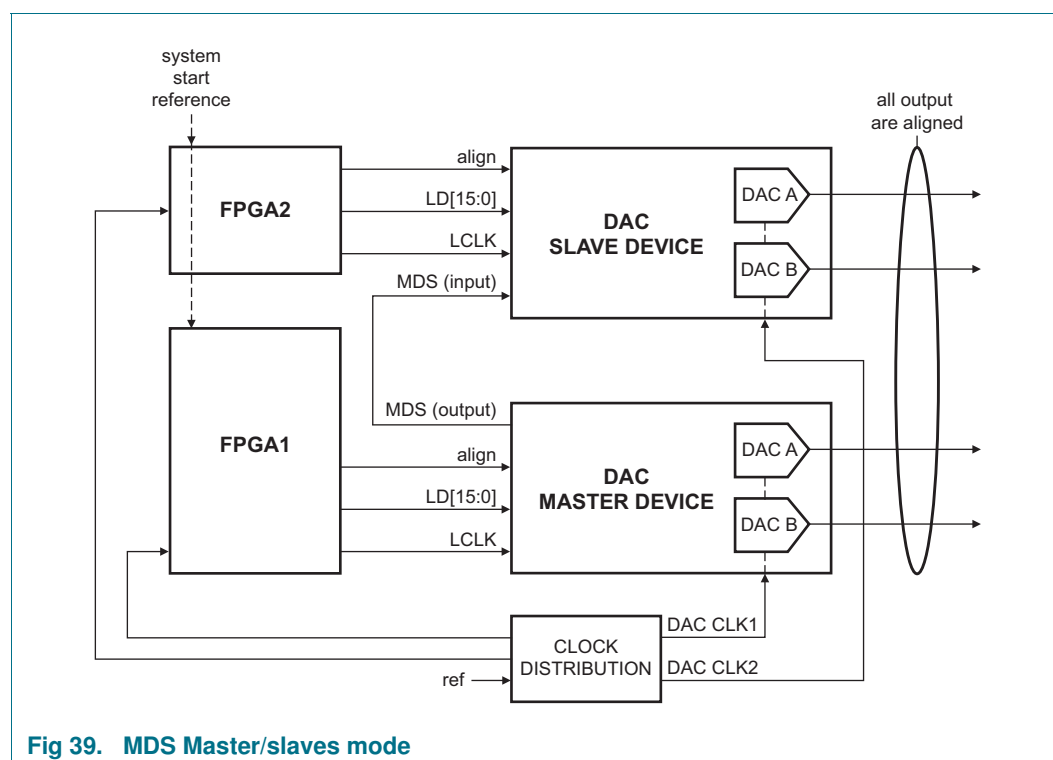 system
start
reference
all output
are aligned
FPGA2
align
LD[15:0]
LCLK
MDS (input)
DAC
SLAVE DEVICE
DAC A
DAC B
FPGA1
MDS (output)
align
LD[15:0]
LCLK
DAC
MASTER DEVICE
DAC A
DAC B
CLOCK
DISTRIBUTION
ref
DAC CLK1
DAC CLK2
Fig 39. MDS Master/slaves mode